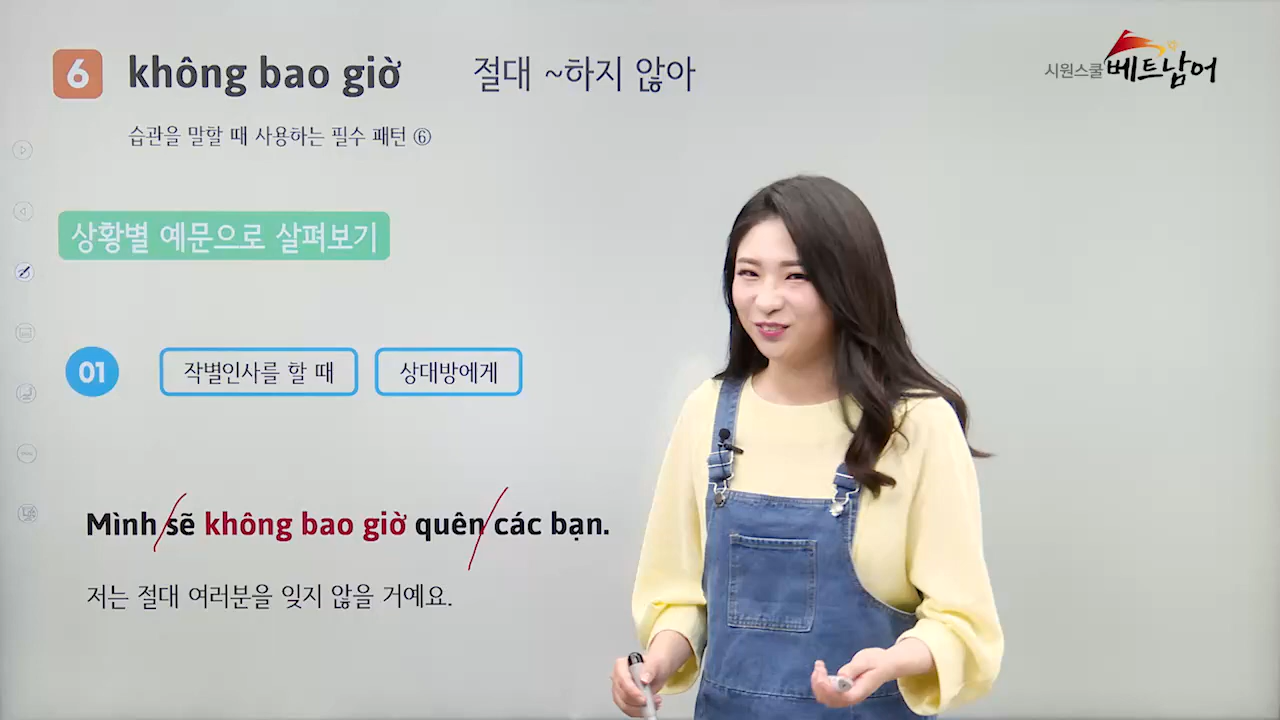 6 không bao giờ 절대 ~하지 않아
시원스쿨 베트남어
습관을 말할 때 사용하는 필수 패턴 ⑥
상황별 예문으로 살펴보기
01 작별인사를 할 때 상대방에게
Mình sẽ không bao giờ quên các bạn.
저는 절대 여러분을 잊지 않을 거예요.